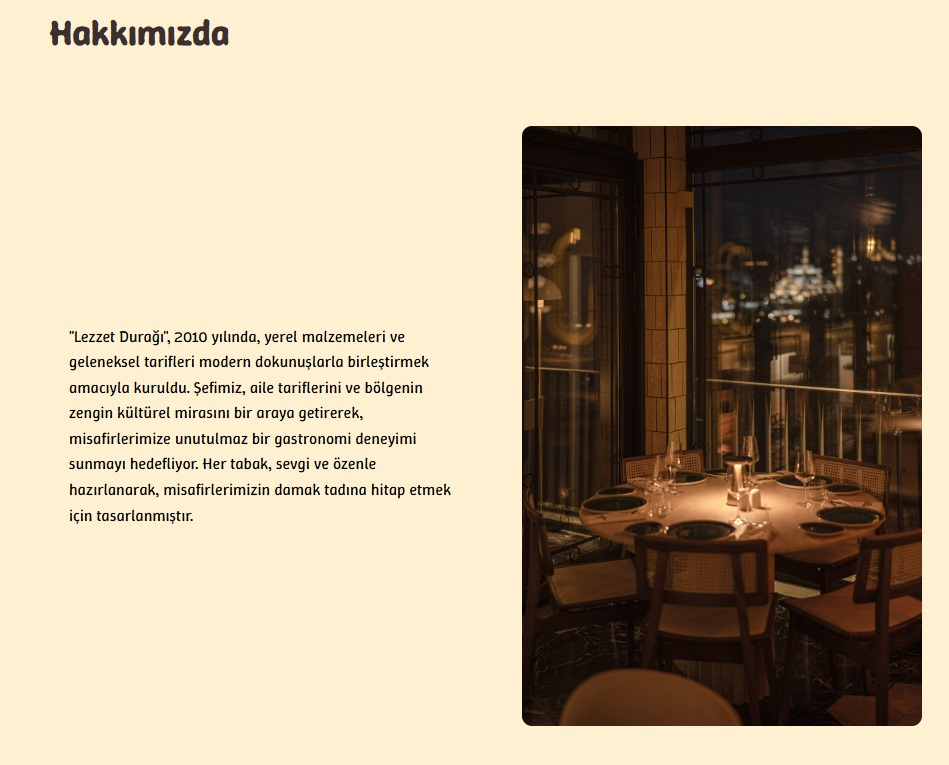 Hakkımızda
"Lezzet Durağı", 2010 yılında, yerel malzemeleri ve
geleneksel tarifleri modern dokunuşlarla birleştirmek
amacıyla kuruldu. Şefimiz, aile tariflerini ve bölgenin
zengin kültürel mirasını bir araya getirerek,
misafirlerimize unutulmaz bir gastronomi deneyimi
sunmayı hedefliyor. Her tabak, sevgi ve özenle
hazırlanarak, misafirlerimizin damak tadına hitap etmek
için tasarlanmıştır.